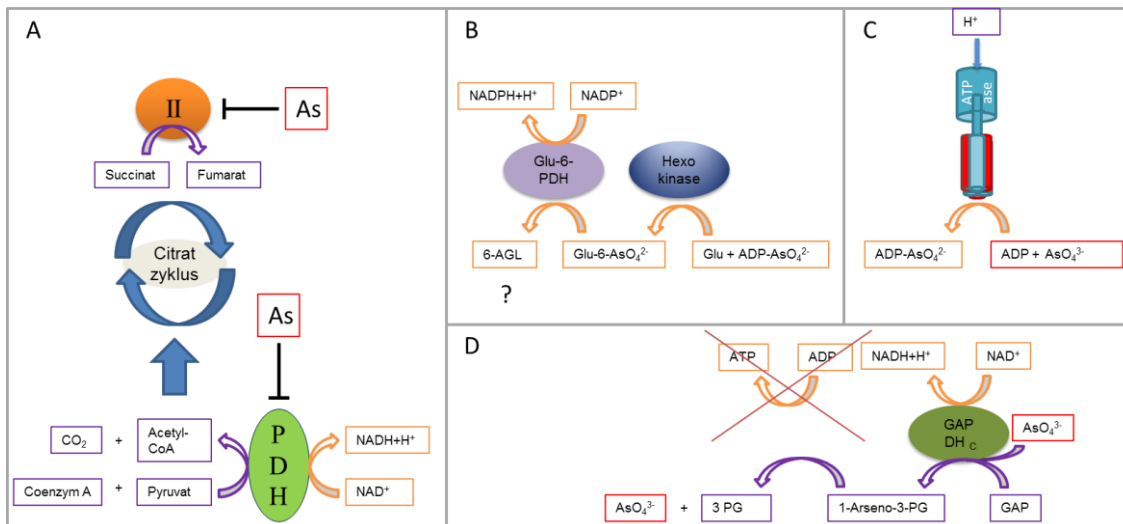 A
II
As
Succinat
Fumarat
Citrat
zyklus
As
CO₂
+
Acetyl-
CoA
Coenzym A
+
Pyruvat
P
D
H
NADH+H⁺
NAD⁺
B
NADPH+H⁺
NADP⁺
Glu-6-
PDH
Hexo
kinase
6-AGL
Glu-6-AsO₄²⁻
Glu + ADP-AsO₄²⁻
?
C
H⁺
ATP
ase
ADP-AsO₄²⁻
ADP + AsO₄³⁻
D
ATP
ADP
NADH+H⁺
NAD⁺
GAP
DH C
AsO₄³⁻
AsO₄³⁻
+
3 PG
1-Arseno-3-PG
GAP